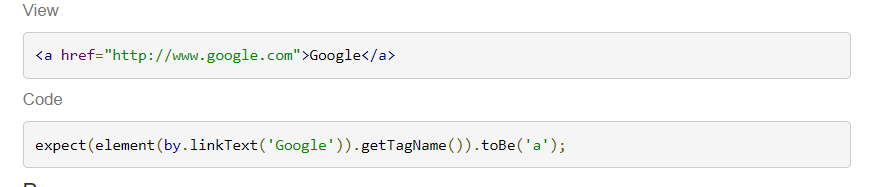 View
<a href="http://www.google.com">Google</a>
Code
expect(element(by.linkText('Google')).getTagName()).toBe('a');